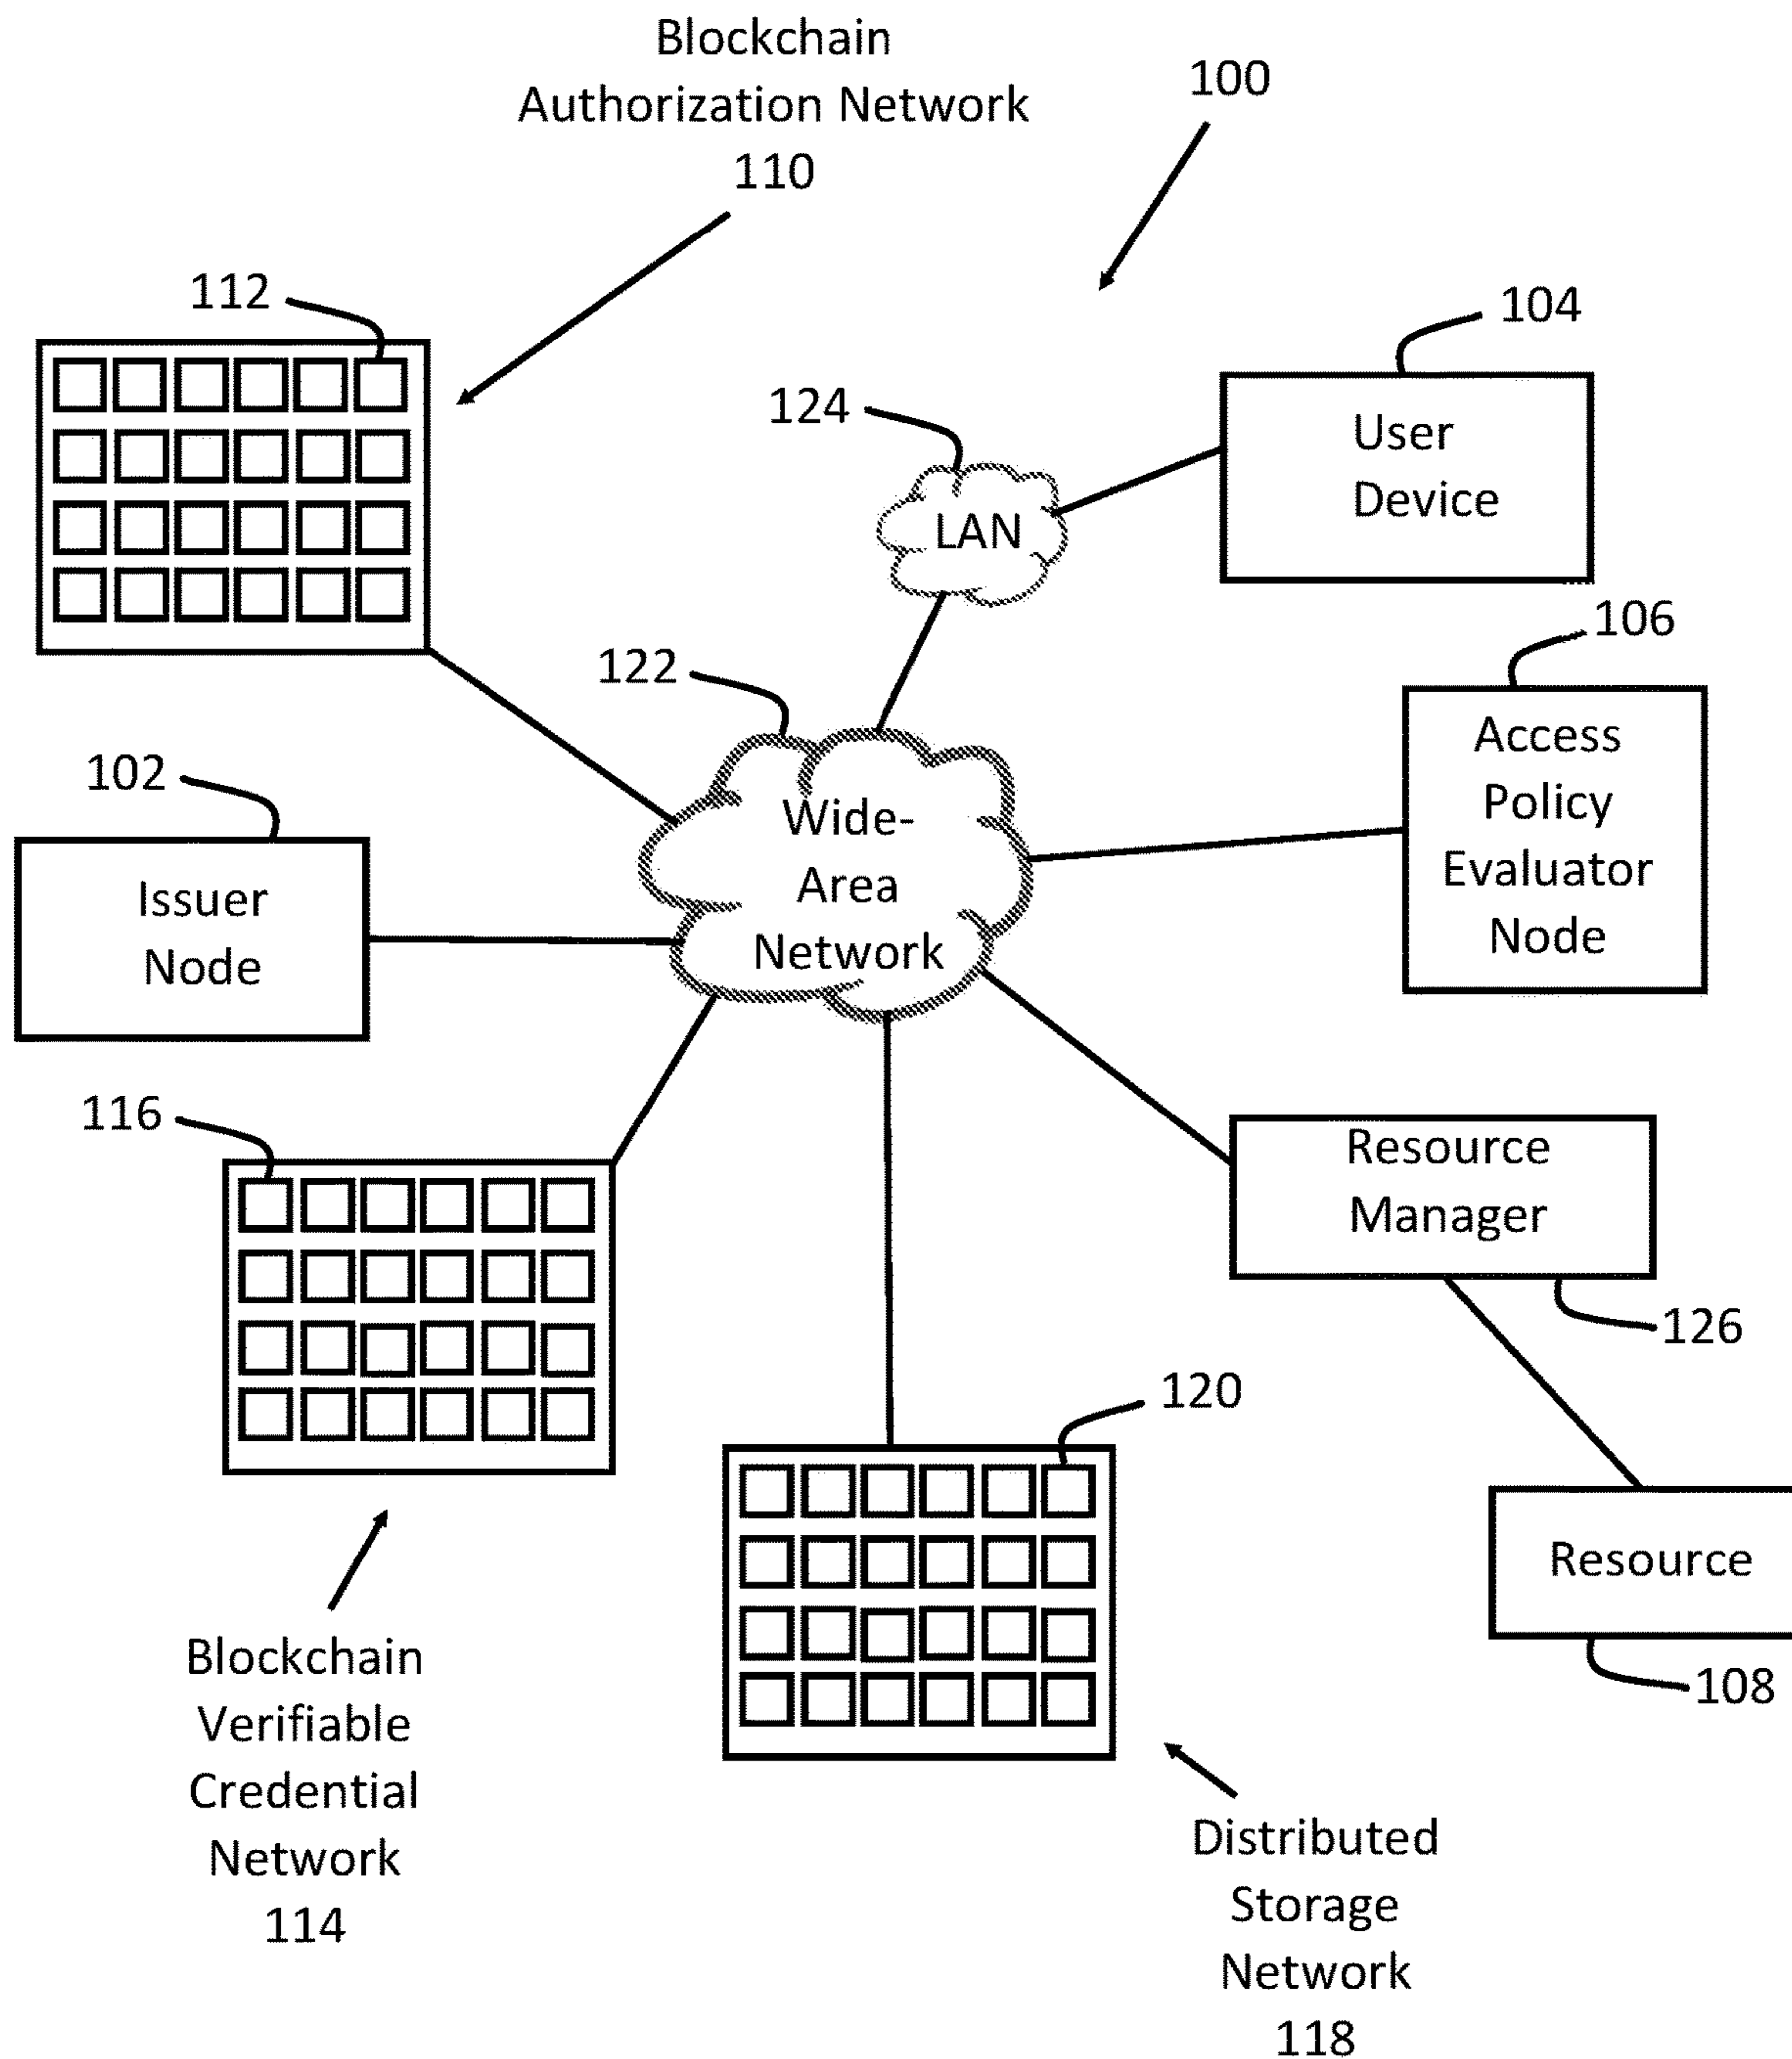 Blockchain
Authorization Network
110
100
112
104
124
User
Device
LAN
106
122
Access
Policy
Evaluator
Node
102
Wide-
Area
Network
Issuer
Node
116
Resource
Manager
126
120
Resource
108
Blockchain
Verifiable
Credential
Network
114
Distributed
Storage
Network
118